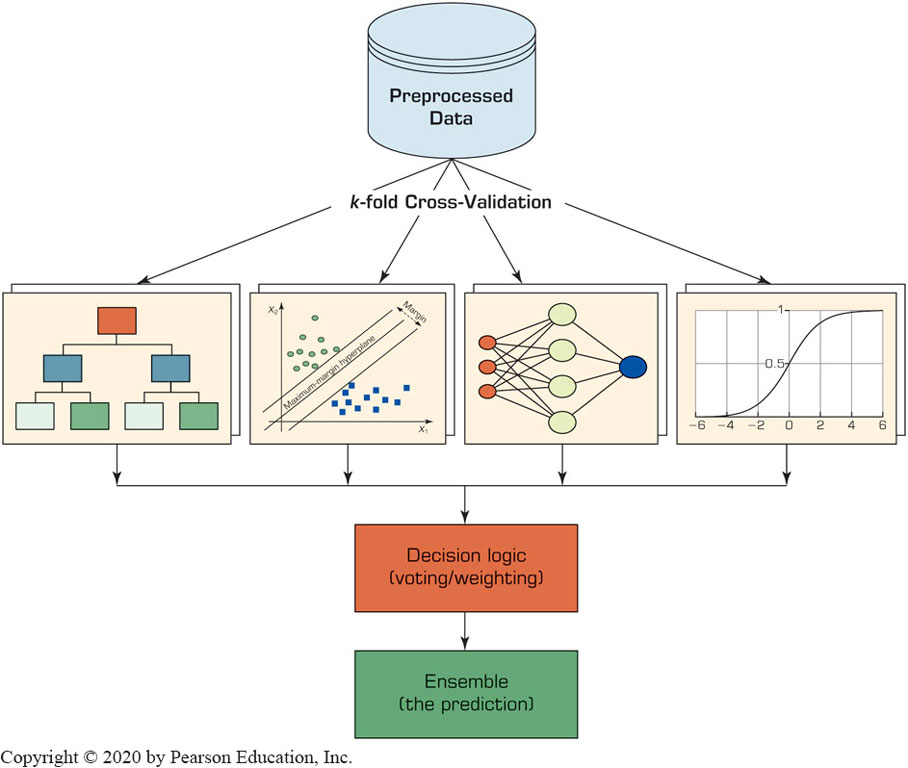 Preprocessed
Data
k-fold Cross-Validation
X₂
Margin
Maximum-margin hyperplane
X₁
1
0.5
−6 −4 −2 0 2 4 6
Decision logic
(voting/weighting)
Ensemble
(the prediction)
Copyright © 2020 by Pearson Education, Inc.